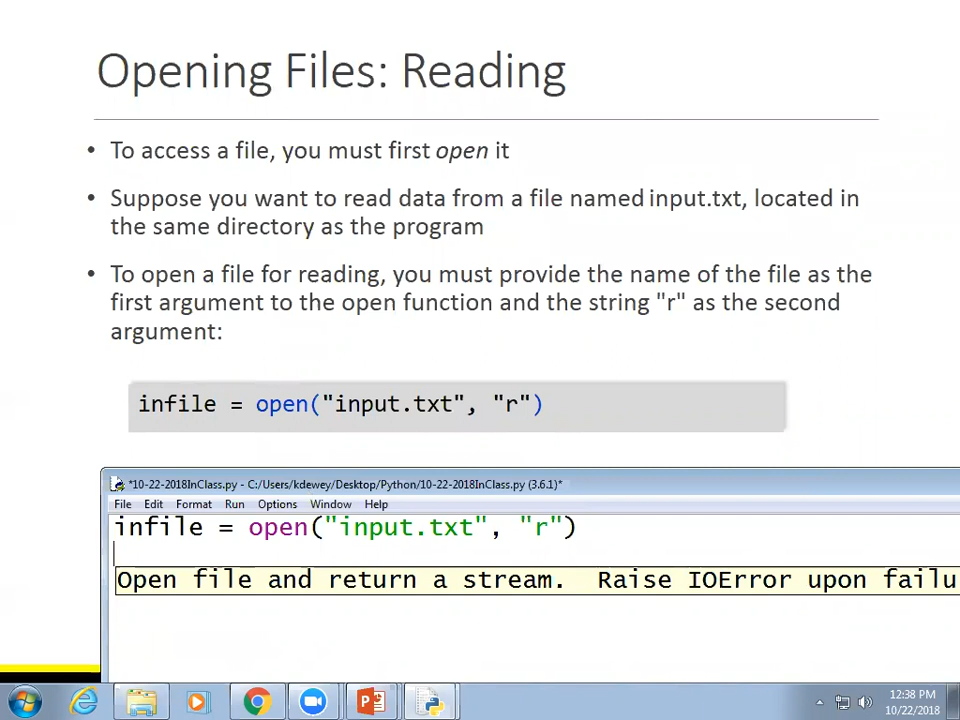 Opening Files: Reading
• To access a file, you must first open it
• Suppose you want to read data from a file named input.txt, located in
the same directory as the program
• To open a file for reading, you must provide the name of the file as the
first argument to the open function and the string "r" as the second
argument:
infile = open("input.txt", "r")
*10-22-2018InClass.py - C:/Users/kdewey/Desktop/Python/10-22-2018InClass.py (3.6.1)*
File Edit Format Run Options Window Help
infile = open("input.txt", "r")
Open file and return a stream.  Raise IOError upon failu
12:38 PM
10/22/2018